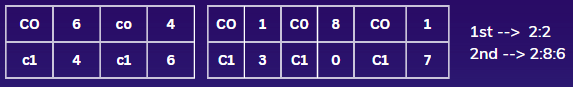 CO 6 co 4 CO 1 C0 8 CO 1
c1 4 c1 6 C1 3 C1 0 C1 7
1st --> 2:2
2nd --> 2:8:6